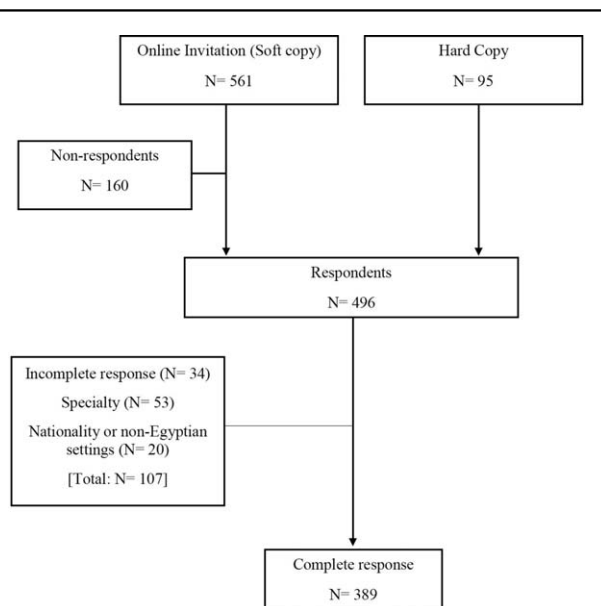 Online Invitation (Soft copy)
N= 561
Hard Copy
N= 95
Non-respondents
N= 160
Respondents
N= 496
Incomplete response (N= 34)
Specialty (N= 53)
Nationality or non-Egyptian
settings (N= 20)
[Total: N= 107]
Complete response
N= 389